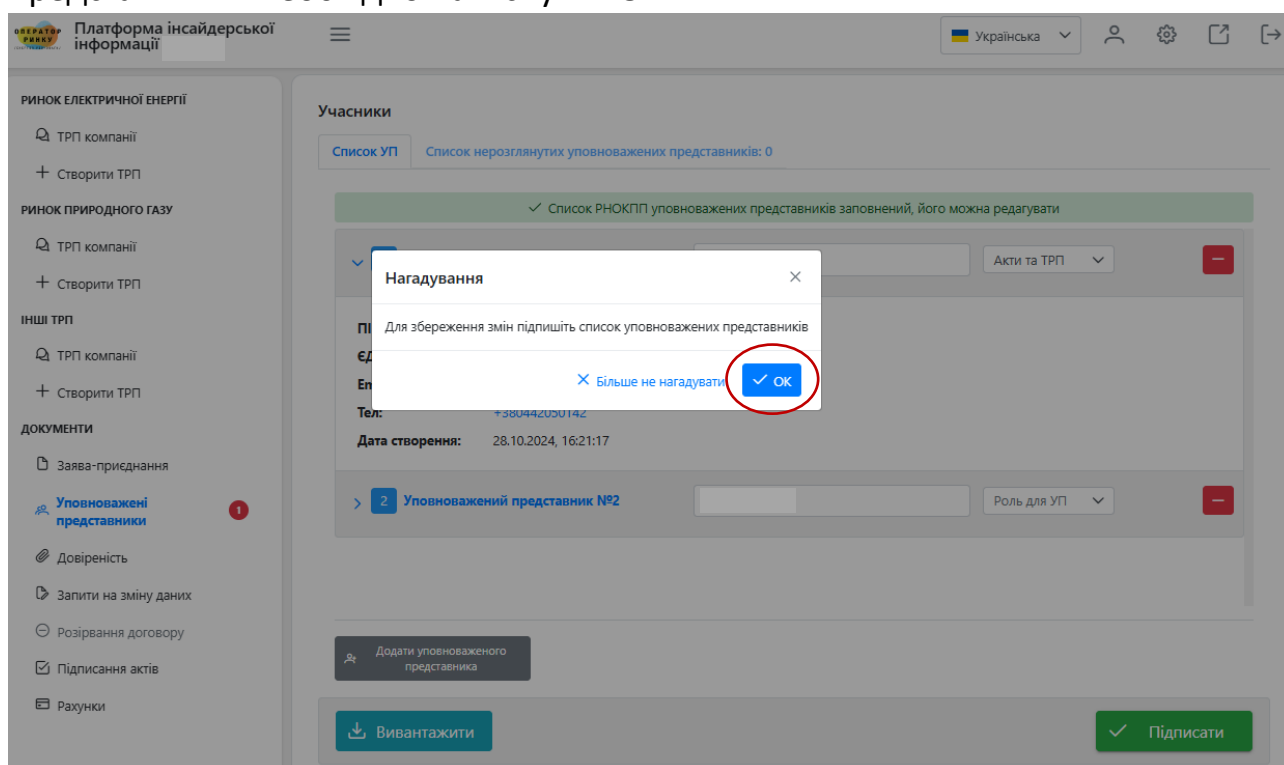 ОПЕРАТОР
РИНКУ
Платформа інсайдерської
інформації
Українська
РИНОК ЕЛЕКТРИЧНОЇ ЕНЕРГІЇ
ТРП компанії
Створити ТРП
РИНОК ПРИРОДНОГО ГАЗУ
ТРП компанії
Створити ТРП
ІНШІ ТРП
ТРП компанії
Створити ТРП
ДОКУМЕНТИ
Заява-приєднання
Уповноважені
представники
1
Довіреність
Запити на зміну даних
Розірвання договору
Підписання актів
Рахунки
Учасники
Список УП Список нерозглянутих уповноважених представників: 0
Список РНОКПП уповноважених представників заповнений, його можна редагувати
Акти та ТРП
Нагадування
Для збереження змін підпишіть список уповноважених представників
Більше не нагадувати ОК
Тел: +380442050142
Дата створення: 28.10.2024, 16:21:17
2 Уповноважений представник №2 Роль для УП
Додати уповноваженого
представника
Вивантажити Підписати